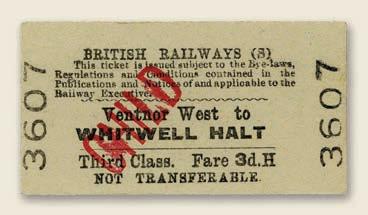 BRITISH RAILWAYS (S)
This ticket is issued subject to the Bye-laws,
Regulations and Conditions contained in the
Publications and Notices of and applicable to the
Railway Executive.
Ventnor West to
WHITWELL HALT
Third Class. Fare 3d.H
NOT TRANSFERABLE.
CHILD
3607
3607